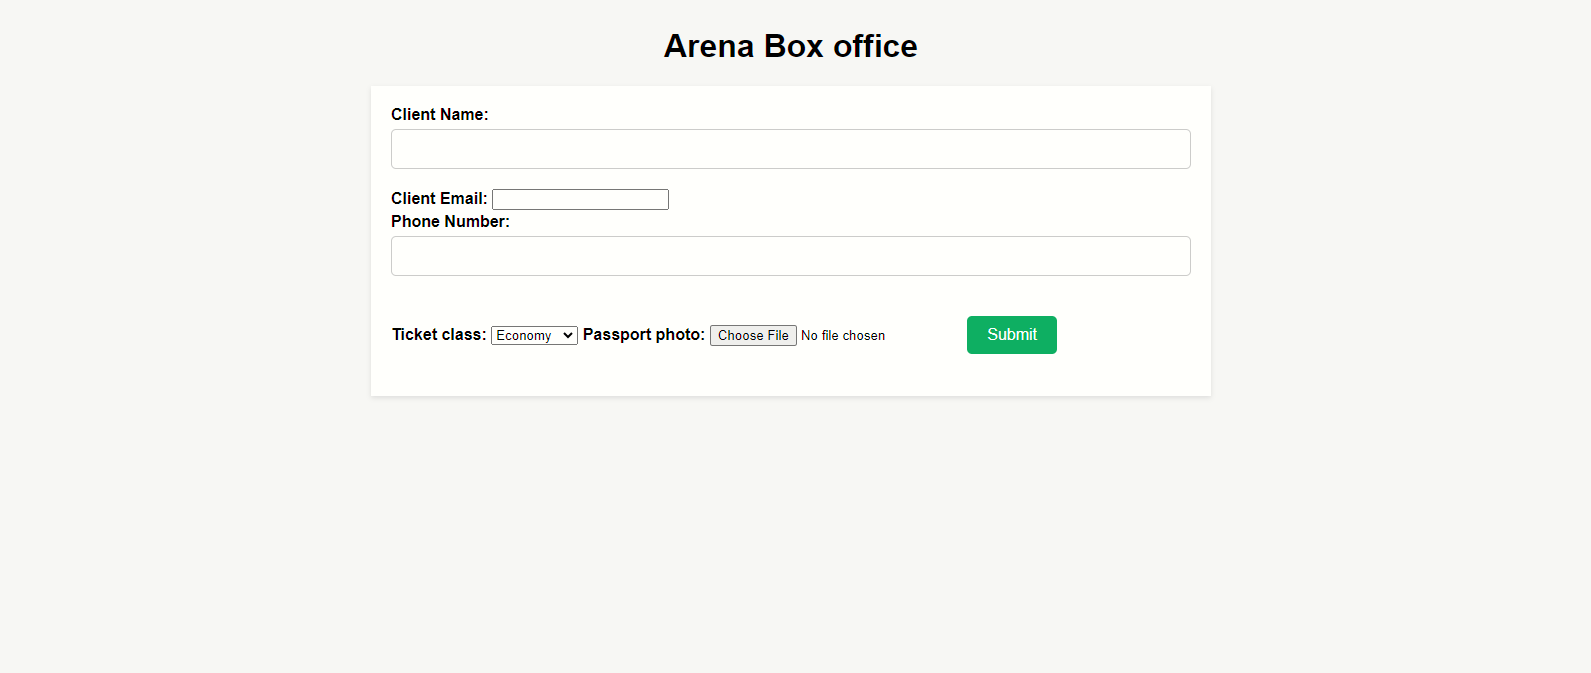 Arena Box office
Client Name:
Client Email:
Phone Number:
Ticket class: Economy Passport photo: Choose File No file chosen Submit